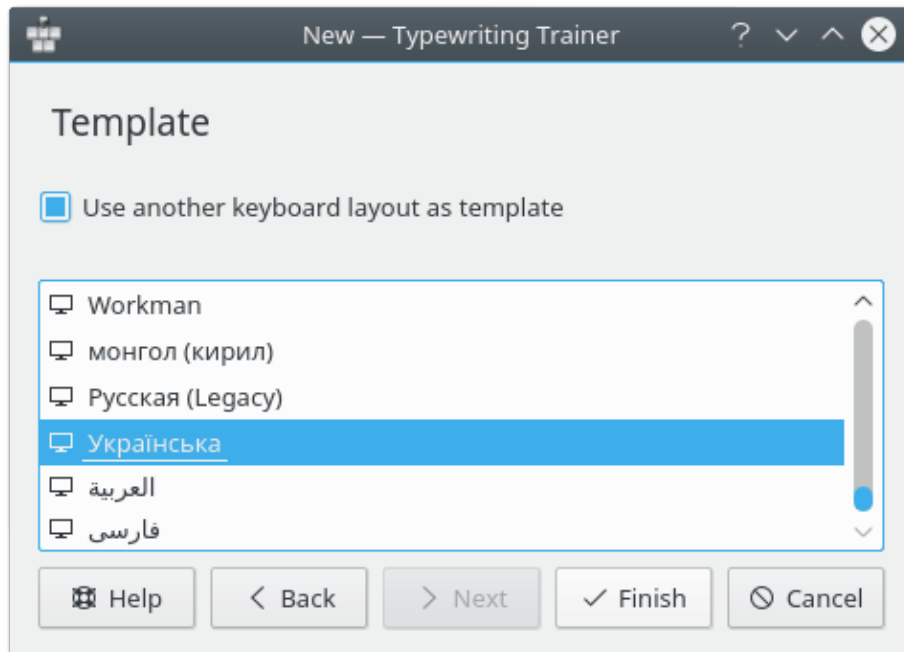 New — Typewriting Trainer
Template
Use another keyboard layout as template
Workman
монгол (кирил)
Русская (Legacy)
Українська
العربية
فارسی
Help Back Next Finish Cancel